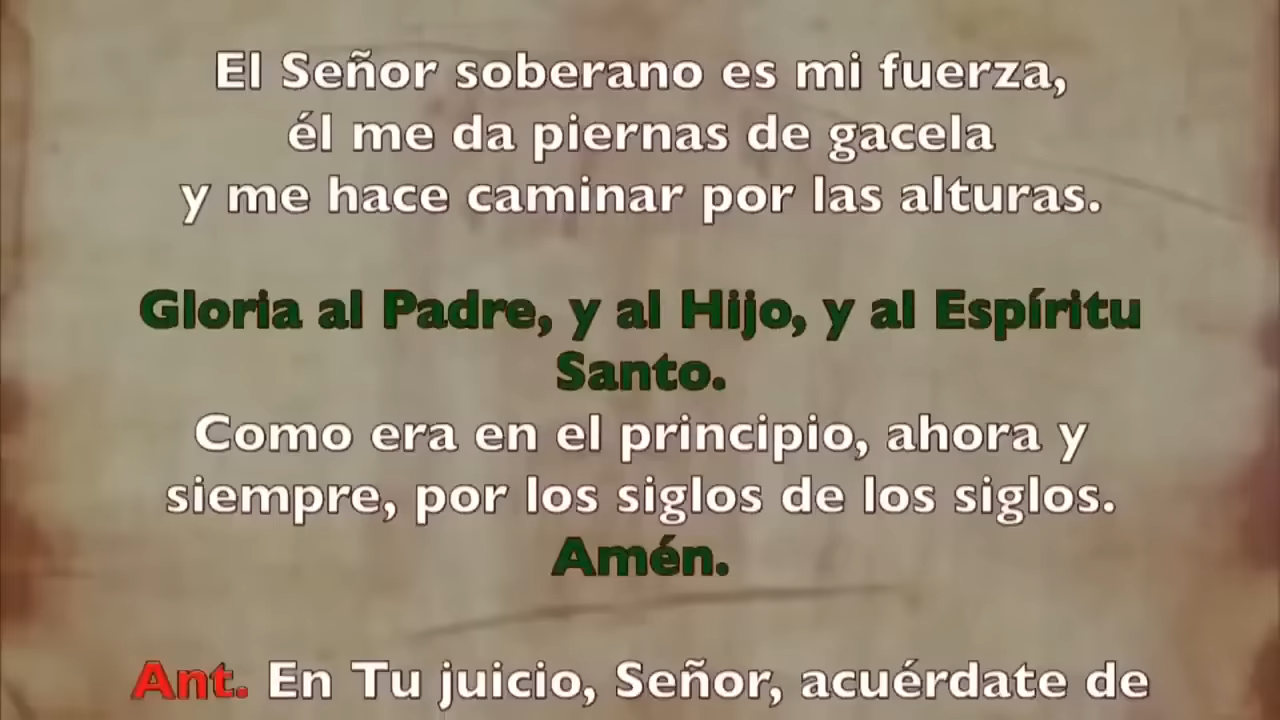 El Señor soberano es mi fuerza,
él me da piernas de gacela
y me hace caminar por las alturas.
Gloria al Padre, y al Hijo, y al Espíritu
Santo.
Como era en el principio, ahora y
siempre, por los siglos de los siglos.
Amén.
Ant. En Tu juicio, Señor, acuérdate de